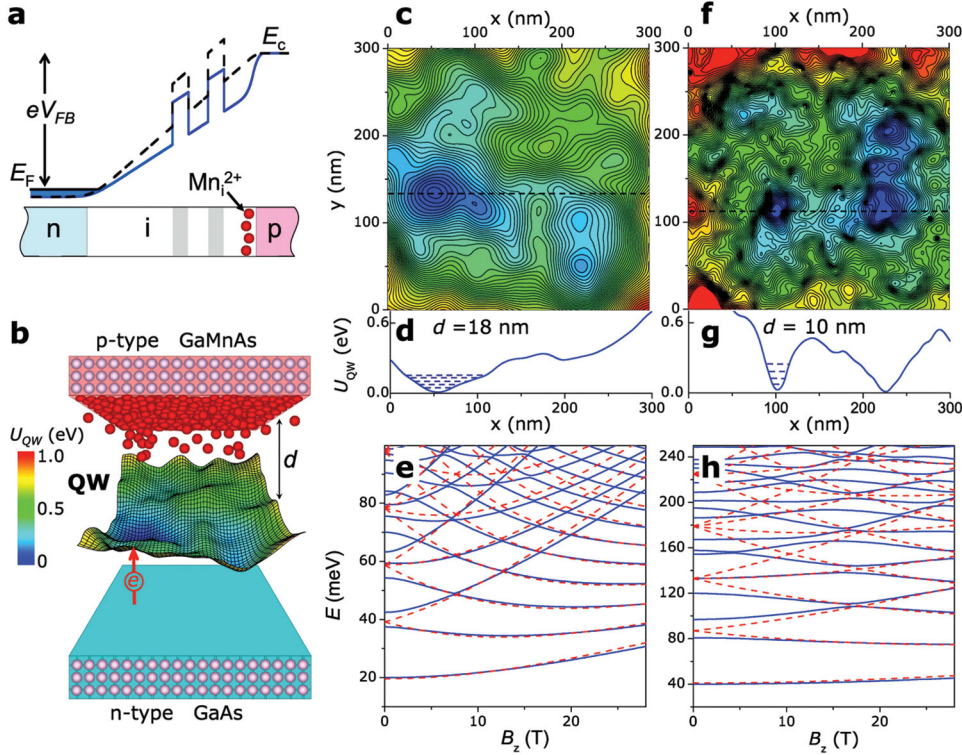 a
E_c
eV_FB
E_F
Mn_i^2+
n
i
p
b
p-type GaMnAs
U_QW (eV)
1.0
0.5
0
QW
d
e
n-type GaAs
c
x (nm)
0 100 200 300
y (nm)
300
200
100
0
d
d =18 nm
U_QW (eV)
0.6
0.0
0 100 200 300
x (nm)
e
E (meV)
80
60
40
20
0 10 20
B_z (T)
f
x (nm)
0 100 200 300
300
200
100
0
g
d = 10 nm
0.6
0.0
0 100 200 300
x (nm)
h
240
200
160
120
80
40
0 10 20
B_z (T)